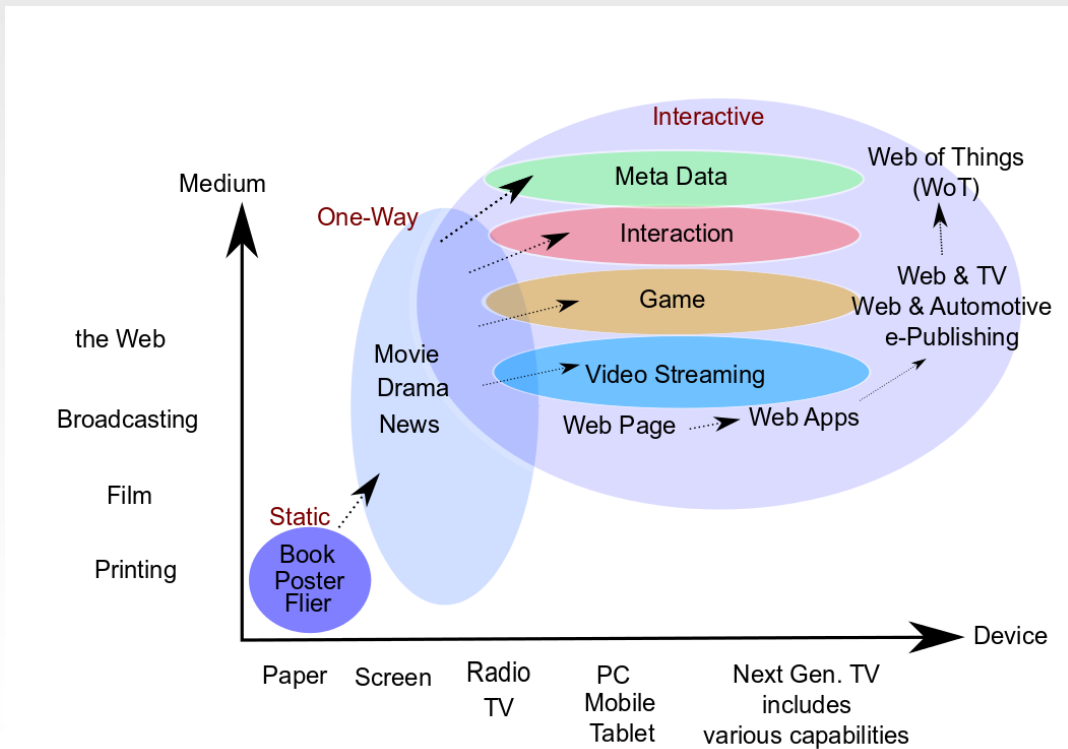 Interactive
Meta Data
Web of Things
(WoT)
Medium
One-Way
Interaction
Game
Web & TV
Web & Automotive
e-Publishing
the Web
Movie
Drama
News
Video Streaming
Web Page
Web Apps
Broadcasting
Film
Static
Printing
Book
Poster
Flier
Device
Paper
Screen
Radio
TV
PC
Mobile
Tablet
Next Gen. TV
includes
various capabilities